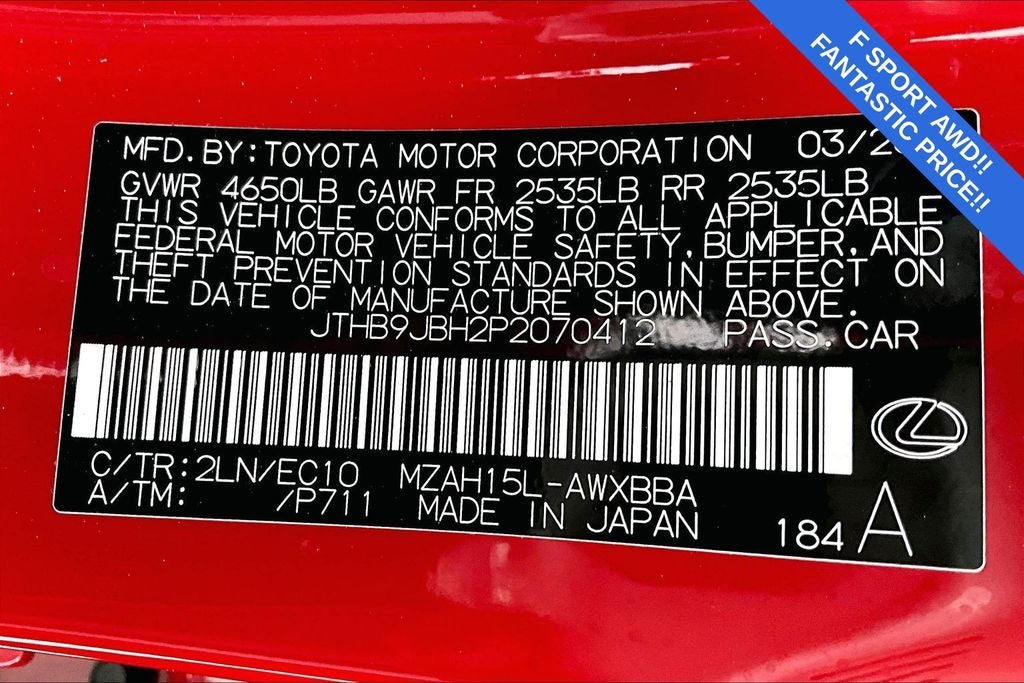 F SPORT AWD!!
FANTASTIC PRICE!!
MFD.BY:TOYOTA MOTOR CORPORATION 03/2
GVWR 4650LB GAWR FR 2535LB RR 2535LB
THIS VEHICLE CONFORMS TO ALL APPLICABLE
FEDERAL MOTOR VEHICLE SAFETY,BUMPER,AND
THEFT PREVENTION STANDARDS IN EFFECT ON
THE DATE OF MANUFACTURE SHOWN ABOVE.
JTHB9JBH2P2070412 PASS.CAR
C/TR:2LN/EC10 MZAH15L-AWXBBA
A/TM: /P711 MADE IN JAPAN
184 A